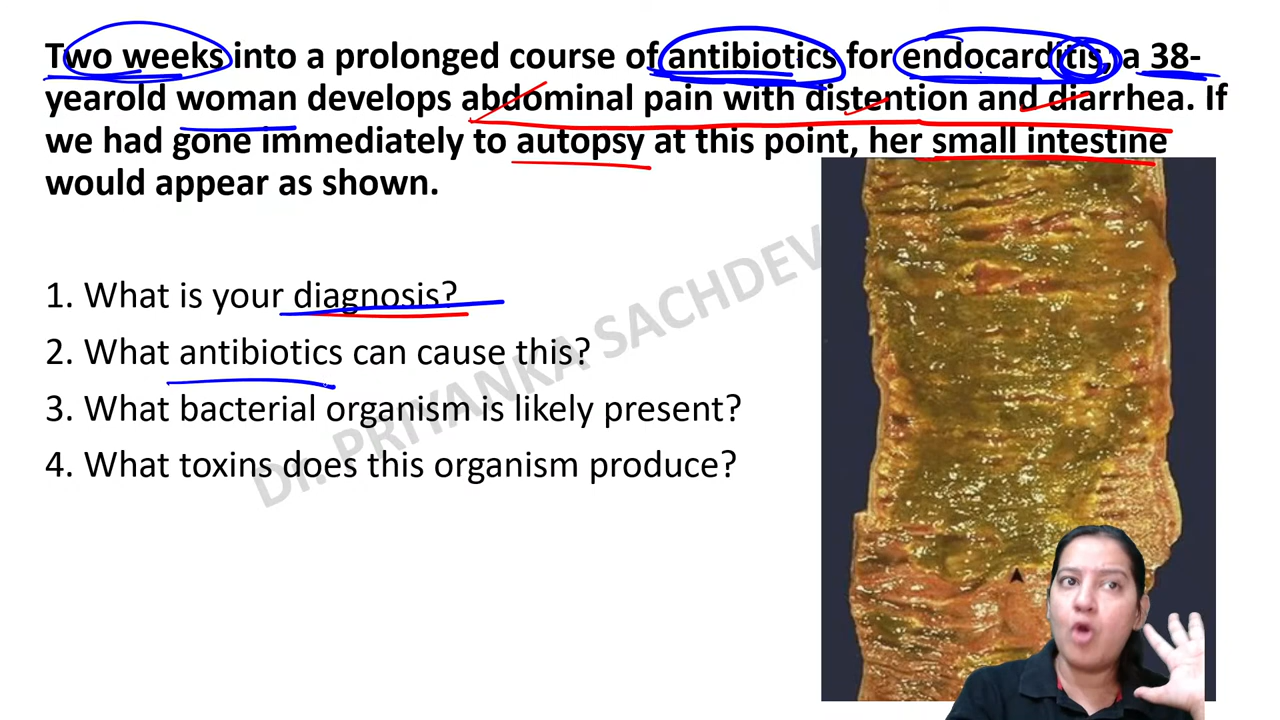 Two weeks into a prolonged course of antibiotics for endocarditis, a 38-
yearold woman develops abdominal pain with distention and diarrhea. If
we had gone immediately to autopsy at this point, her small intestine
would appear as shown.
1. What is your diagnosis?
2. What antibiotics can cause this?
3. What bacterial organism is likely present?
4. What toxins does this organism produce?
Dr. PRIYANKA SACHDEV